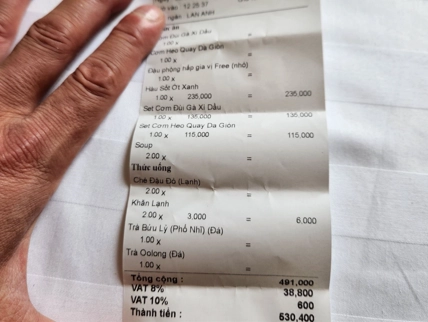 12:26:37
LAN ANH
Đùi Gà Xì Dầu
1.00 x =
Cơm Heo Quay Da Giòn
1.00 x =
Đậu phộng nắp gia vị Free (nhỏ)
1.00 x =
Hàu Sốt Ớt Xanh
1.00 x 235.000 = 235,000
Set Cơm Đùi Gà Xì Dầu
1.00 x 135.000 = 135,000
Set Cơm Heo Quay Da Giòn
1.00 x 115.000 = 115,000
Soup
2.00 x =
Thức uống
Chè Đậu Đỏ (Lạnh)
2.00 x =
Khăn Lạnh
2.00 x 3,000 = 6,000
Trà Bửu Lý (Phổ Nhĩ) (Đá)
1.00 x =
Trà Oolong (Đá)
1.00 x =
Tổng cộng : 491,000
VAT 8% 38,800
VAT 10% 600
Thành tiền : 530,400